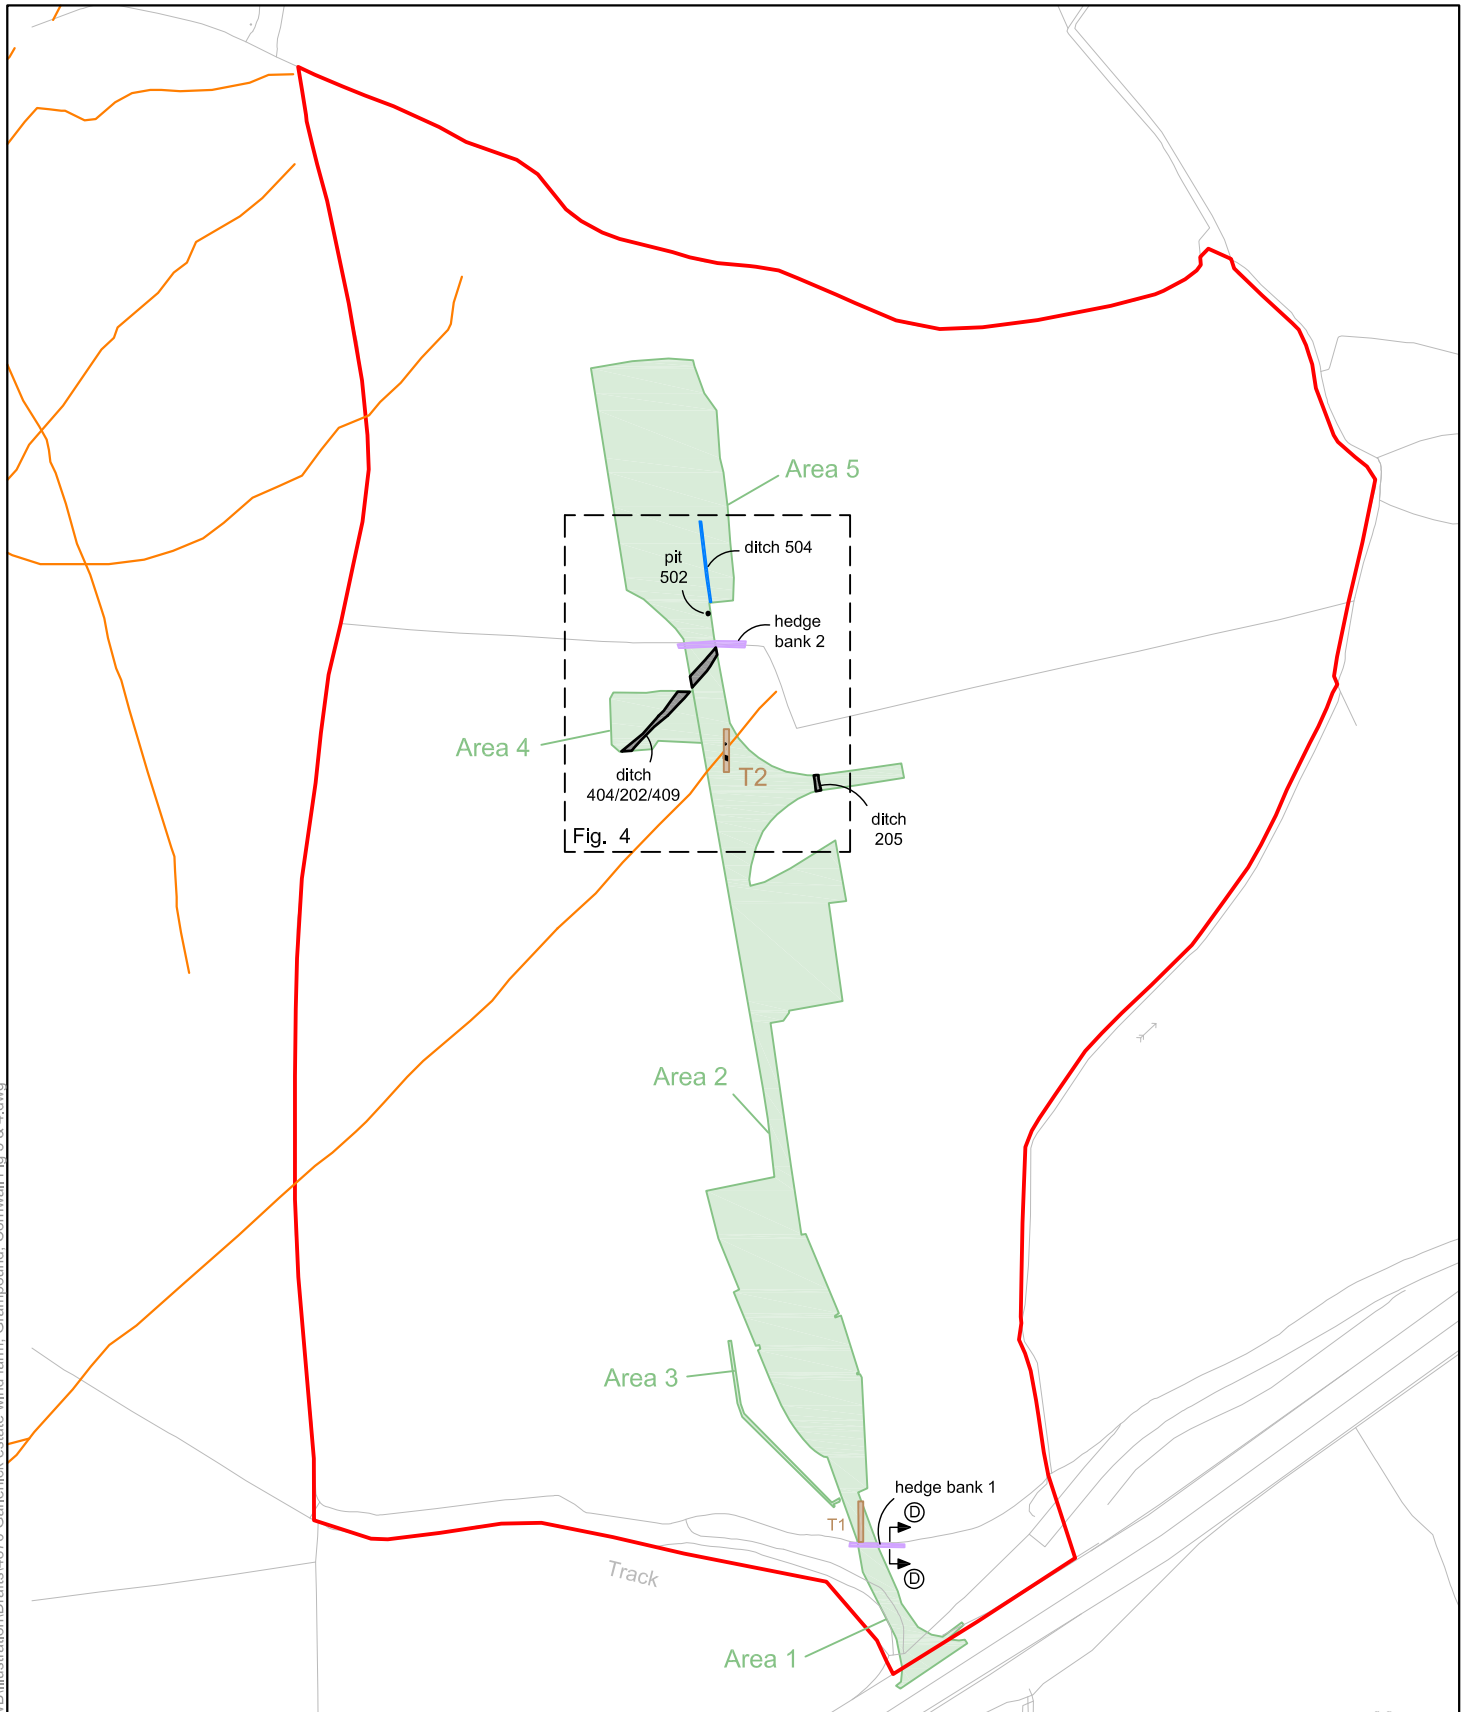 Area 5
ditch 504
pit
502
hedge
bank 2
Area 4
T2
ditch
404/202/409
ditch
205
Fig. 4
Area 2
Area 3
hedge bank 1
D
T1
D
Track
Area 1